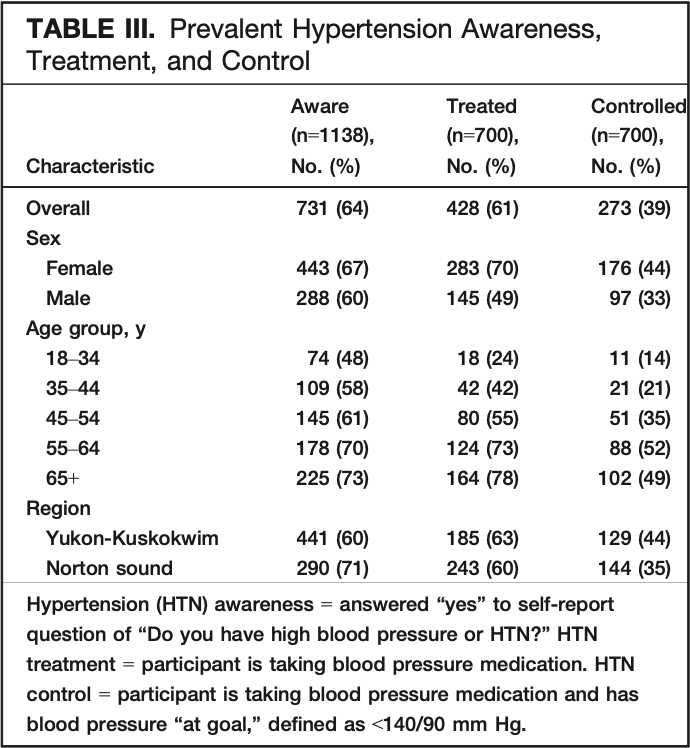 TABLE III. Prevalent Hypertension Awareness,
Treatment, and Control
Aware Treated Controlled
(n=1138), (n=700), (n=700),
Characteristic No. (%) No. (%) No. (%)
Overall 731 (64) 428 (61) 273 (39)
Sex
Female 443 (67) 283 (70) 176 (44)
Male 288 (60) 145 (49) 97 (33)
Age group, y
18–34 74 (48) 18 (24) 11 (14)
35–44 109 (58) 42 (42) 21 (21)
45–54 145 (61) 80 (55) 51 (35)
55–64 178 (70) 124 (73) 88 (52)
65+ 225 (73) 164 (78) 102 (49)
Region
Yukon-Kuskokwim 441 (60) 185 (63) 129 (44)
Norton sound 290 (71) 243 (60) 144 (35)
Hypertension (HTN) awareness = answered “yes” to self-report
question of “Do you have high blood pressure or HTN?” HTN
treatment = participant is taking blood pressure medication. HTN
control = participant is taking blood pressure medication and has
blood pressure “at goal,” defined as <140/90 mm Hg.